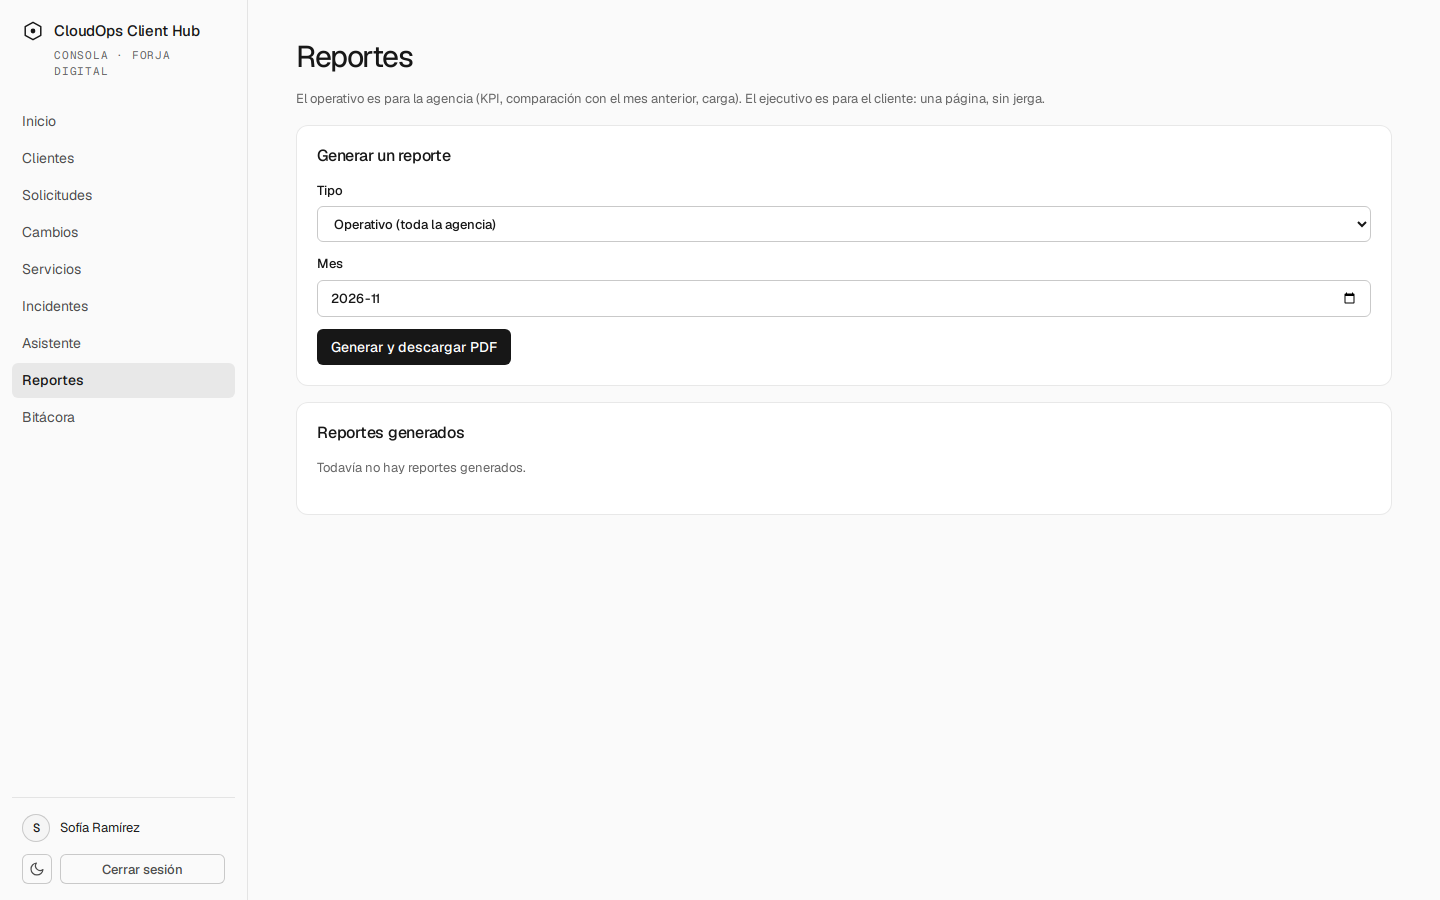 CloudOps Client Hub
CONSOLA · FORJA
DIGITAL
Inicio
Clientes
Solicitudes
Cambios
Servicios
Incidentes
Asistente
Reportes
Bitácora
S
Sofía Ramírez
Cerrar sesión
Reportes
El operativo es para la agencia (KPI, comparación con el mes anterior, carga). El ejecutivo es para el cliente: una página, sin jerga.
Generar un reporte
Tipo
Operativo (toda la agencia)
Mes
2026-11
Generar y descargar PDF
Reportes generados
Todavía no hay reportes generados.